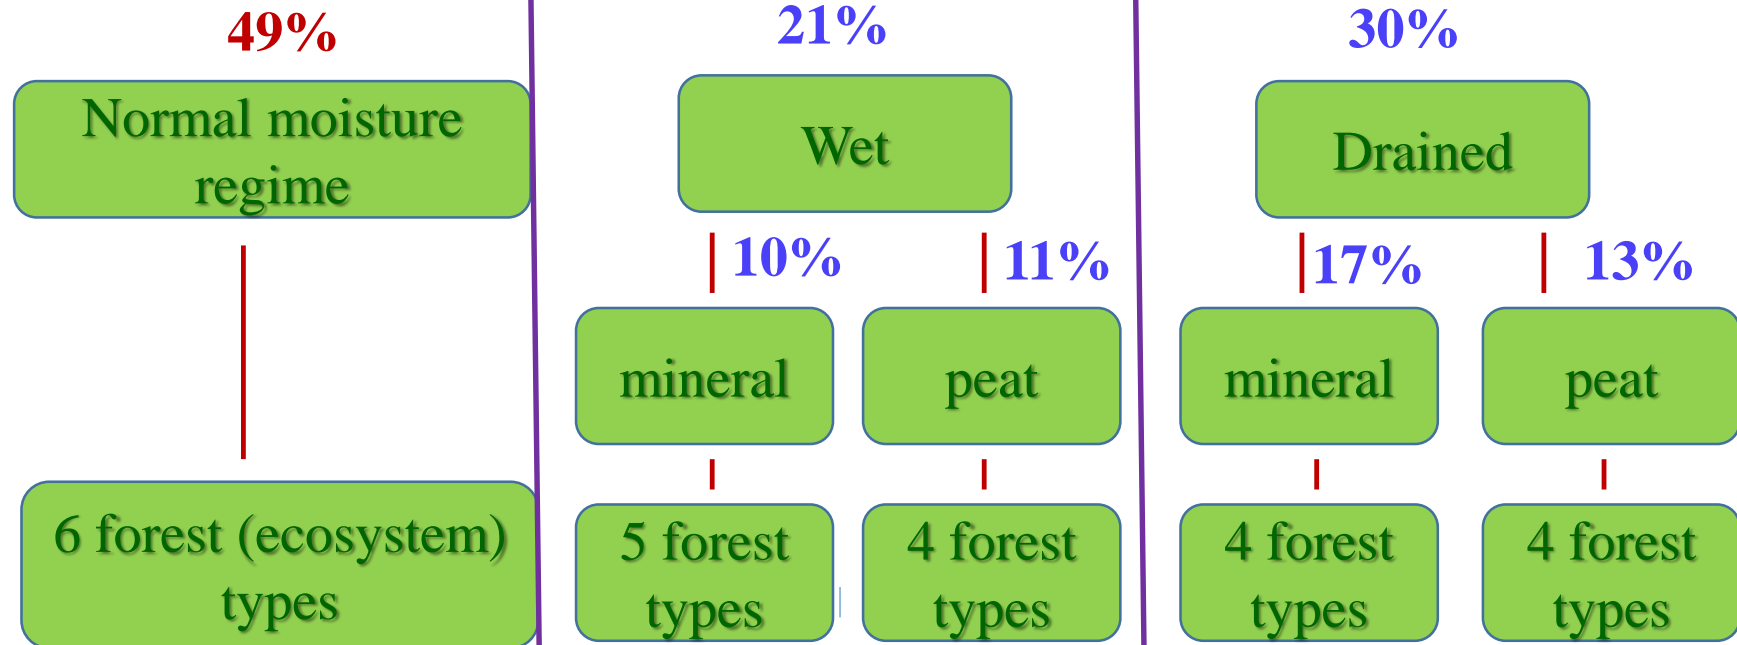 49%
21%
30%
Normal moisture
regime
Wet
Drained
10%
11%
17%
13%
mineral
peat
mineral
peat
6 forest (ecosystem)
types
5 forest
types
4 forest
types
4 forest
types
4 forest
types